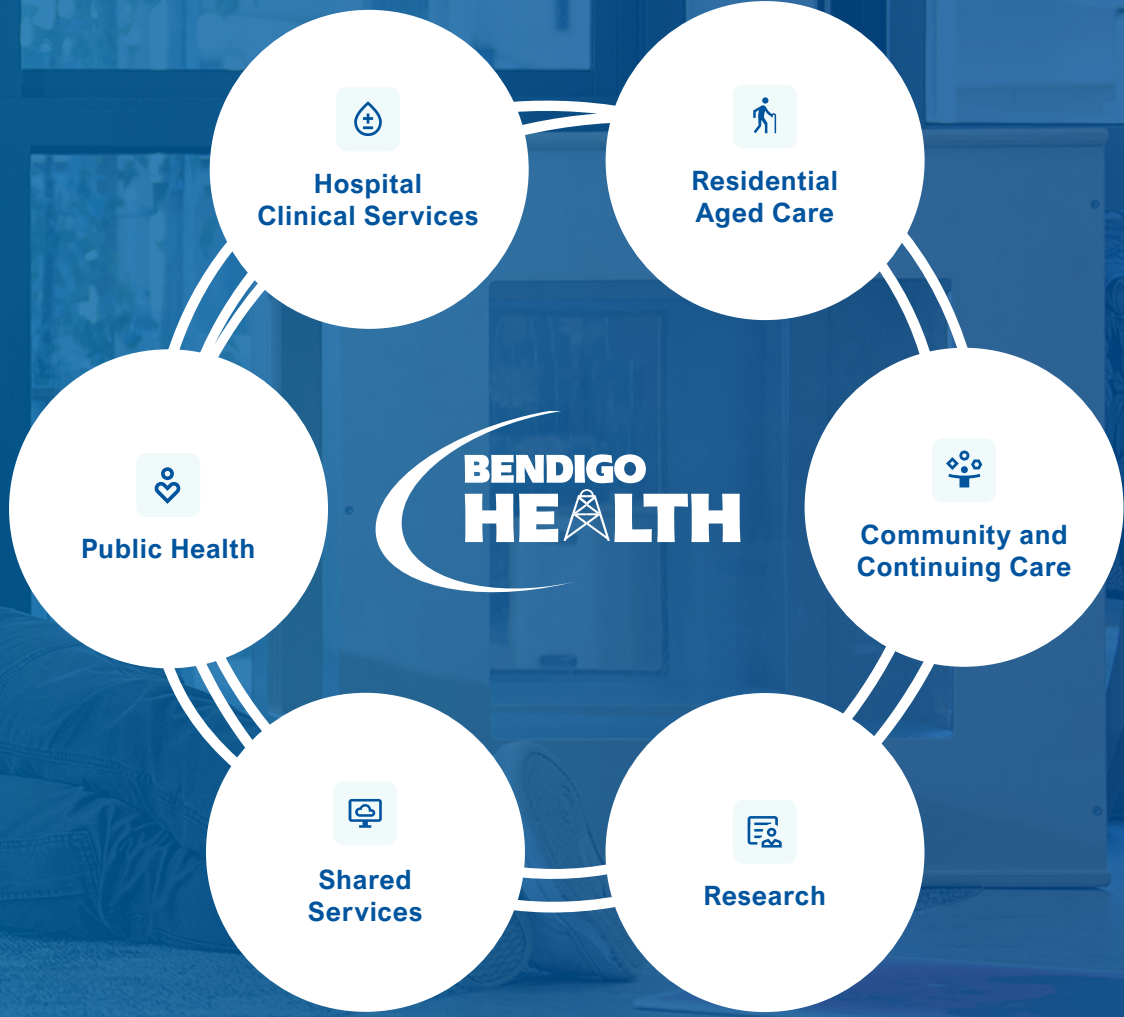 Hospital
Clinical Services
Residential
Aged Care
Public Health
BENDIGO
HEALTH
Community and
Continuing Care
Shared
Services
Research